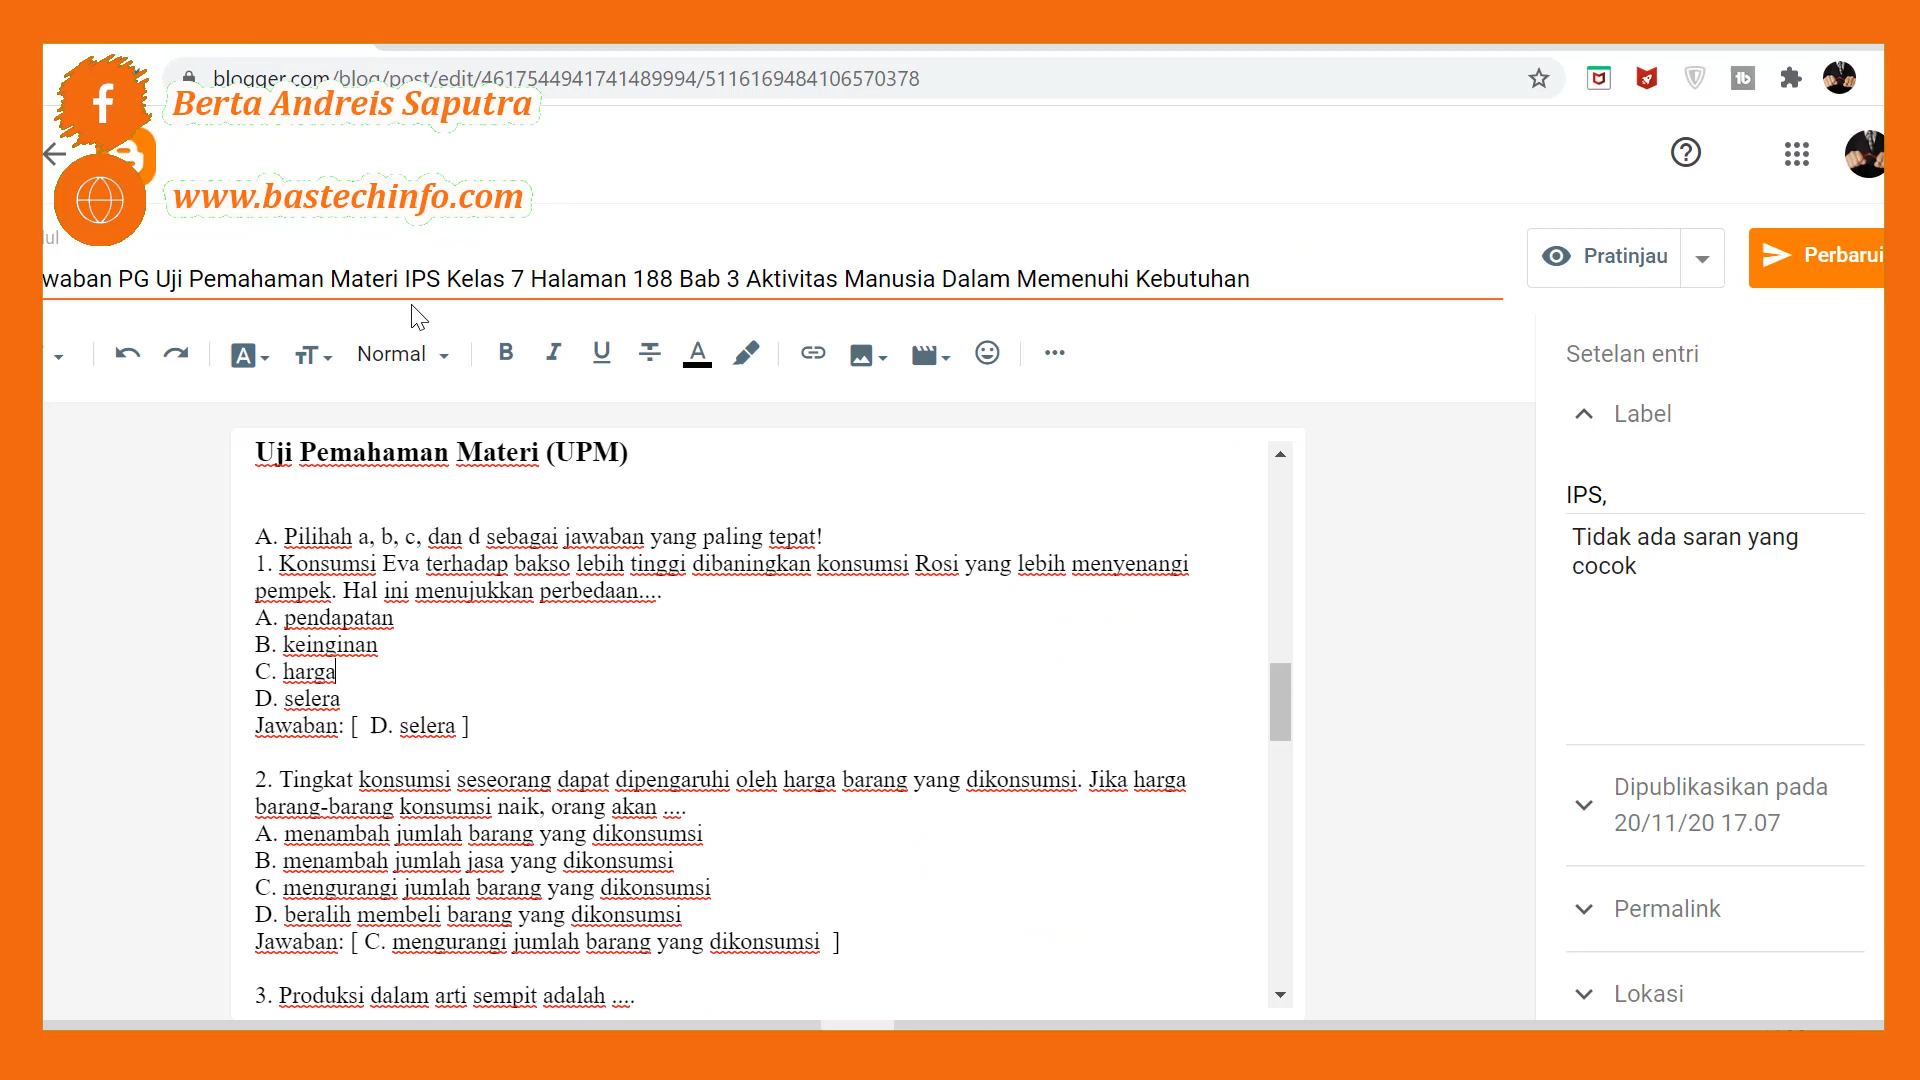 blogger.com/blog/post/edit/4617544941741489994/5116169484106570378
Berta Andreis Saputra
www.bastechinfo.com
waban PG Uji Pemahaman Materi IPS Kelas 7 Halaman 188 Bab 3 Aktivitas Manusia Dalam Memenuhi Kebutuhan
Pratinjau
Perbarui
Normal
Setelan entri
Label
IPS,
Tidak ada saran yang
cocok
Dipublikasikan pada
20/11/20 17.07
Permalink
Lokasi
Uji Pemahaman Materi (UPM)
A. Pilihah a, b, c, dan d sebagai jawaban yang paling tepat!
1. Konsumsi Eva terhadap bakso lebih tinggi dibaningkan konsumsi Rosi yang lebih menyenangi
pempek. Hal ini menujukkan perbedaan....
A. pendapatan
B. keinginan
C. harga
D. selera
Jawaban: [  D. selera ]
2. Tingkat konsumsi seseorang dapat dipengaruhi oleh harga barang yang dikonsumsi. Jika harga
barang-barang konsumsi naik, orang akan ....
A. menambah jumlah barang yang dikonsumsi
B. menambah jumlah jasa yang dikonsumsi
C. mengurangi jumlah barang yang dikonsumsi
D. beralih membeli barang yang dikonsumsi
Jawaban: [ C. mengurangi jumlah barang yang dikonsumsi  ]
3. Produksi dalam arti sempit adalah ....